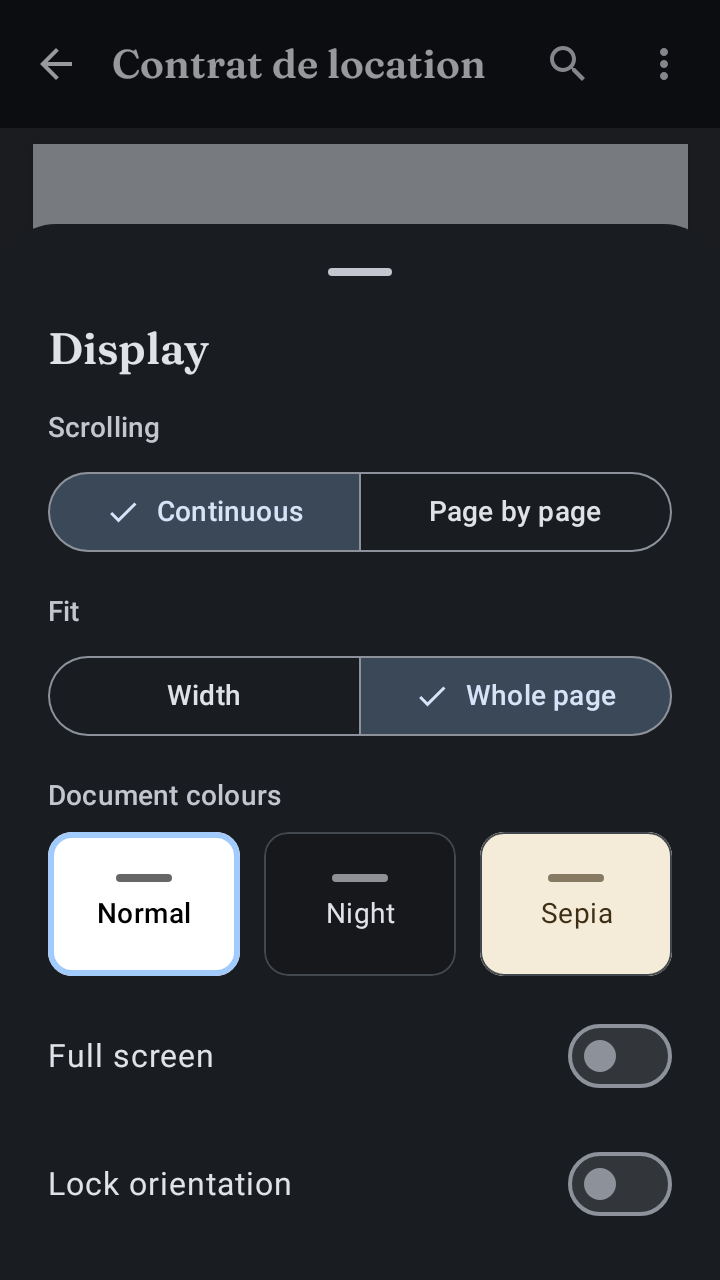 Contrat de location
Display
Scrolling
Continuous
Page by page
Fit
Width
Whole page
Document colours
Normal
Night
Sepia
Full screen
Lock orientation